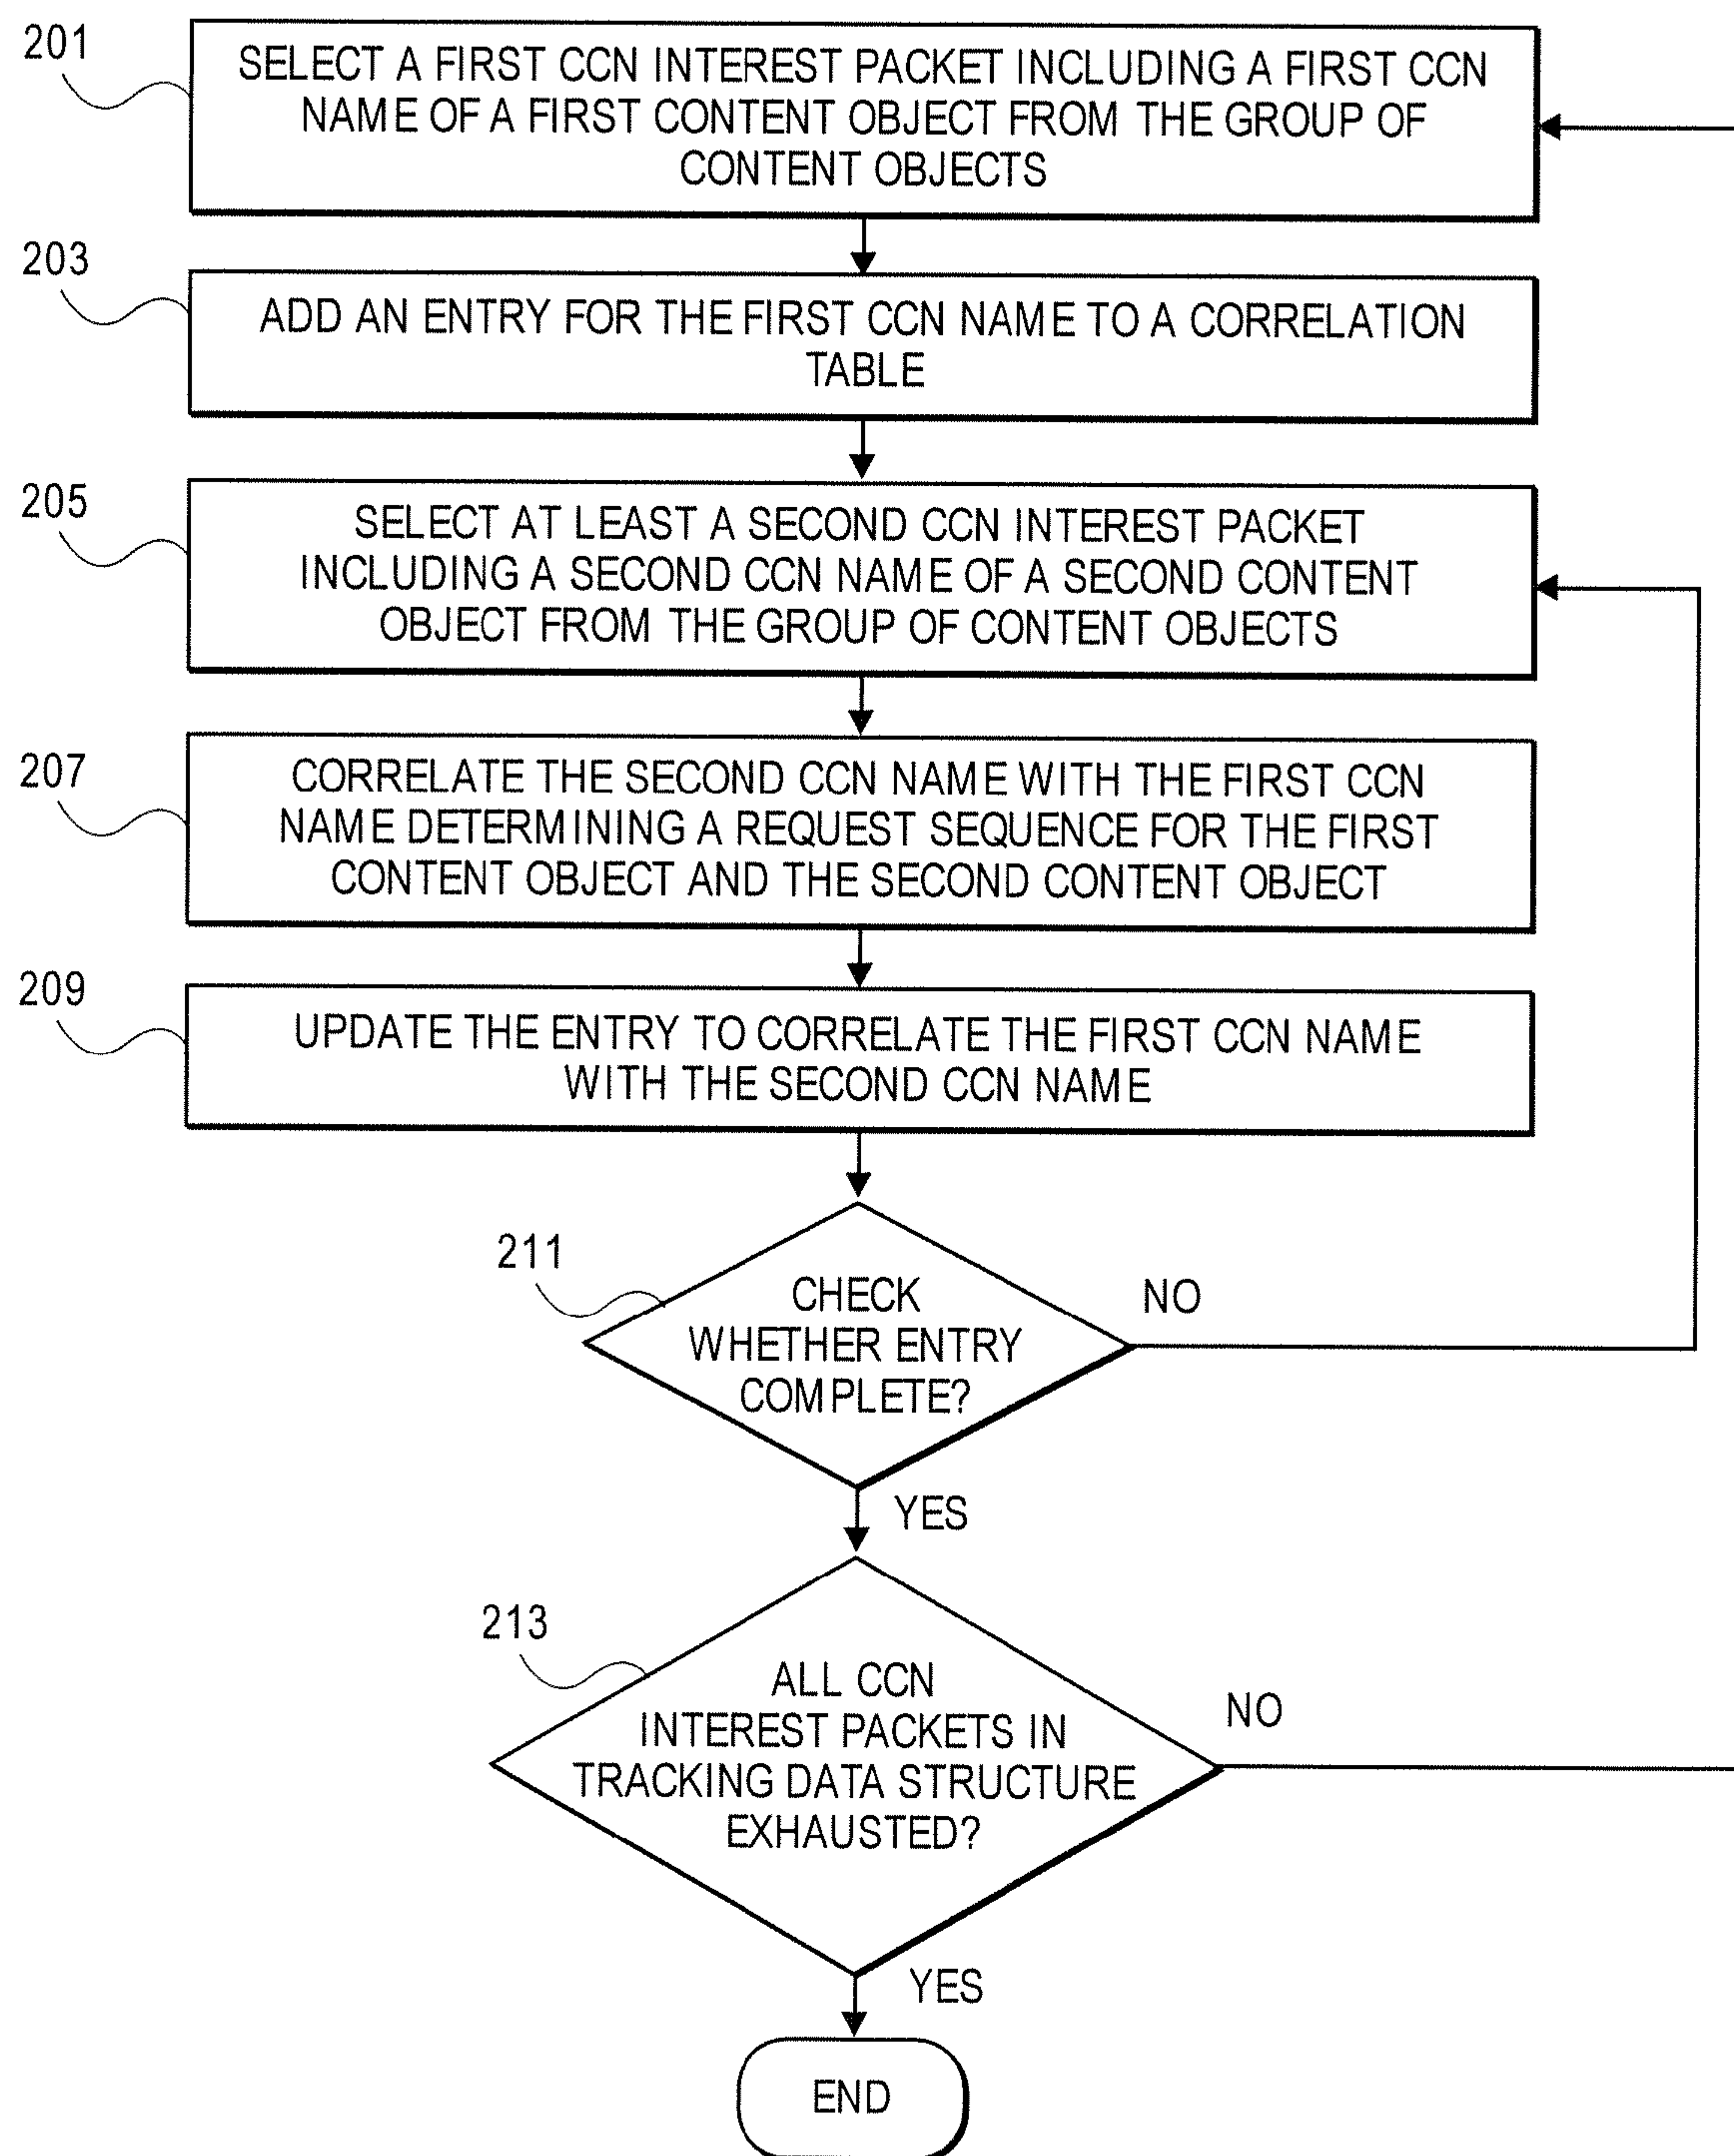 201
SELECT A FIRST CCN INTEREST PACKET INCLUDING A FIRST CCN
NAME OF A FIRST CONTENT OBJECT FROM THE GROUP OF
CONTENT OBJECTS
203
ADD AN ENTRY FOR THE FIRST CCN NAME TO A CORRELATION
TABLE
205
SELECT AT LEAST A SECOND CCN INTEREST PACKET
INCLUDING A SECOND CCN NAME OF A SECOND CONTENT
OBJECT FROM THE GROUP OF CONTENT OBJECTS
207
CORRELATE THE SECOND CCN NAME WITH THE FIRST CCN
NAME DETERMINING A REQUEST SEQUENCE FOR THE FIRST
CONTENT OBJECT AND THE SECOND CONTENT OBJECT
209
UPDATE THE ENTRY TO CORRELATE THE FIRST CCN NAME
WITH THE SECOND CCN NAME
211
CHECK
WHETHER ENTRY
COMPLETE?
NO
YES
213
ALL CCN
INTEREST PACKETS IN
TRACKING DATA STRUCTURE
EXHAUSTED?
NO
YES
END